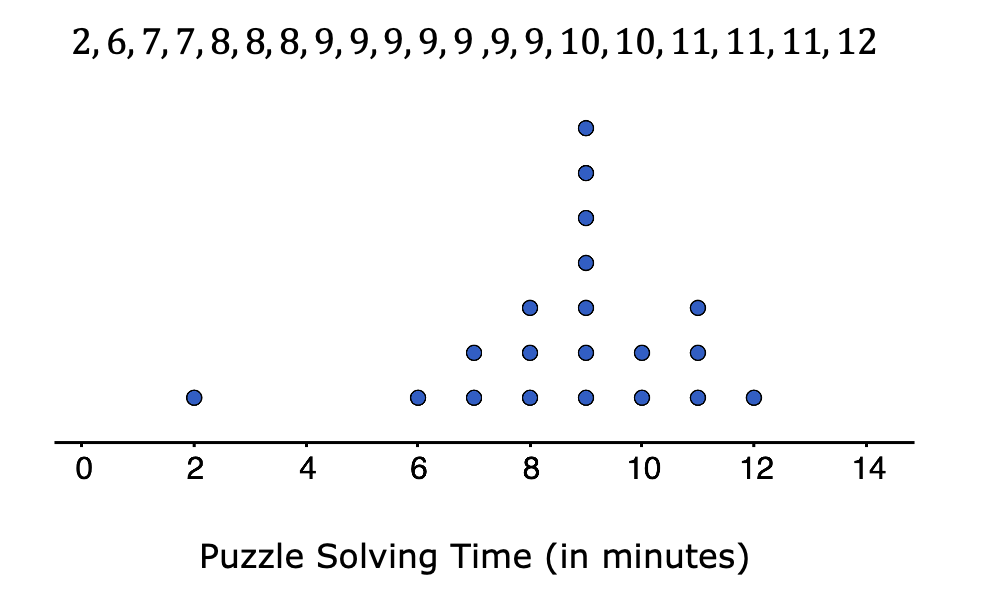 2, 6, 7, 7, 8, 8, 8, 9, 9, 9, 9, 9 ,9, 9, 10, 10, 11, 11, 11, 12
0 2 4 6 8 10 12 14
Puzzle Solving Time (in minutes)